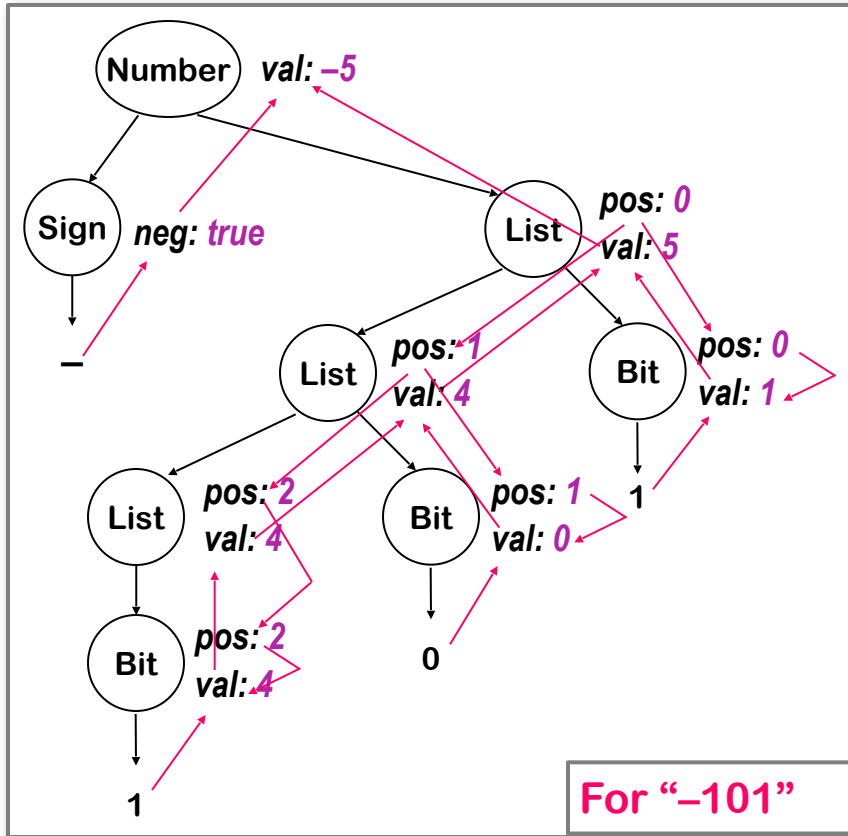 Number val: –5
Sign neg: true
List pos: 0
val: 5
–
List pos: 1
val: 4
Bit pos: 0
val: 1
List pos: 2
val: 4
Bit pos: 1
val: 0
1
Bit pos: 2
val: 4
0
1
For “–101”